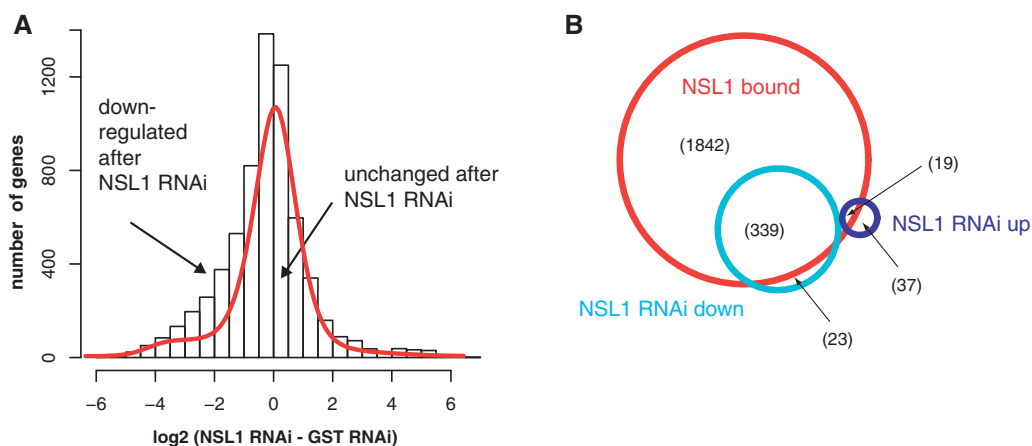 A
number of genes
1200
800
400
0
down-
regulated
after
NSL1 RNAi
unchanged after
NSL1 RNAi
−6
−4
−2
0
2
4
6
log2 (NSL1 RNAi - GST RNAi)
B
NSL1 bound
(1842)
(19)
(339)
NSL1 RNAi up
(37)
NSL1 RNAi down
(23)